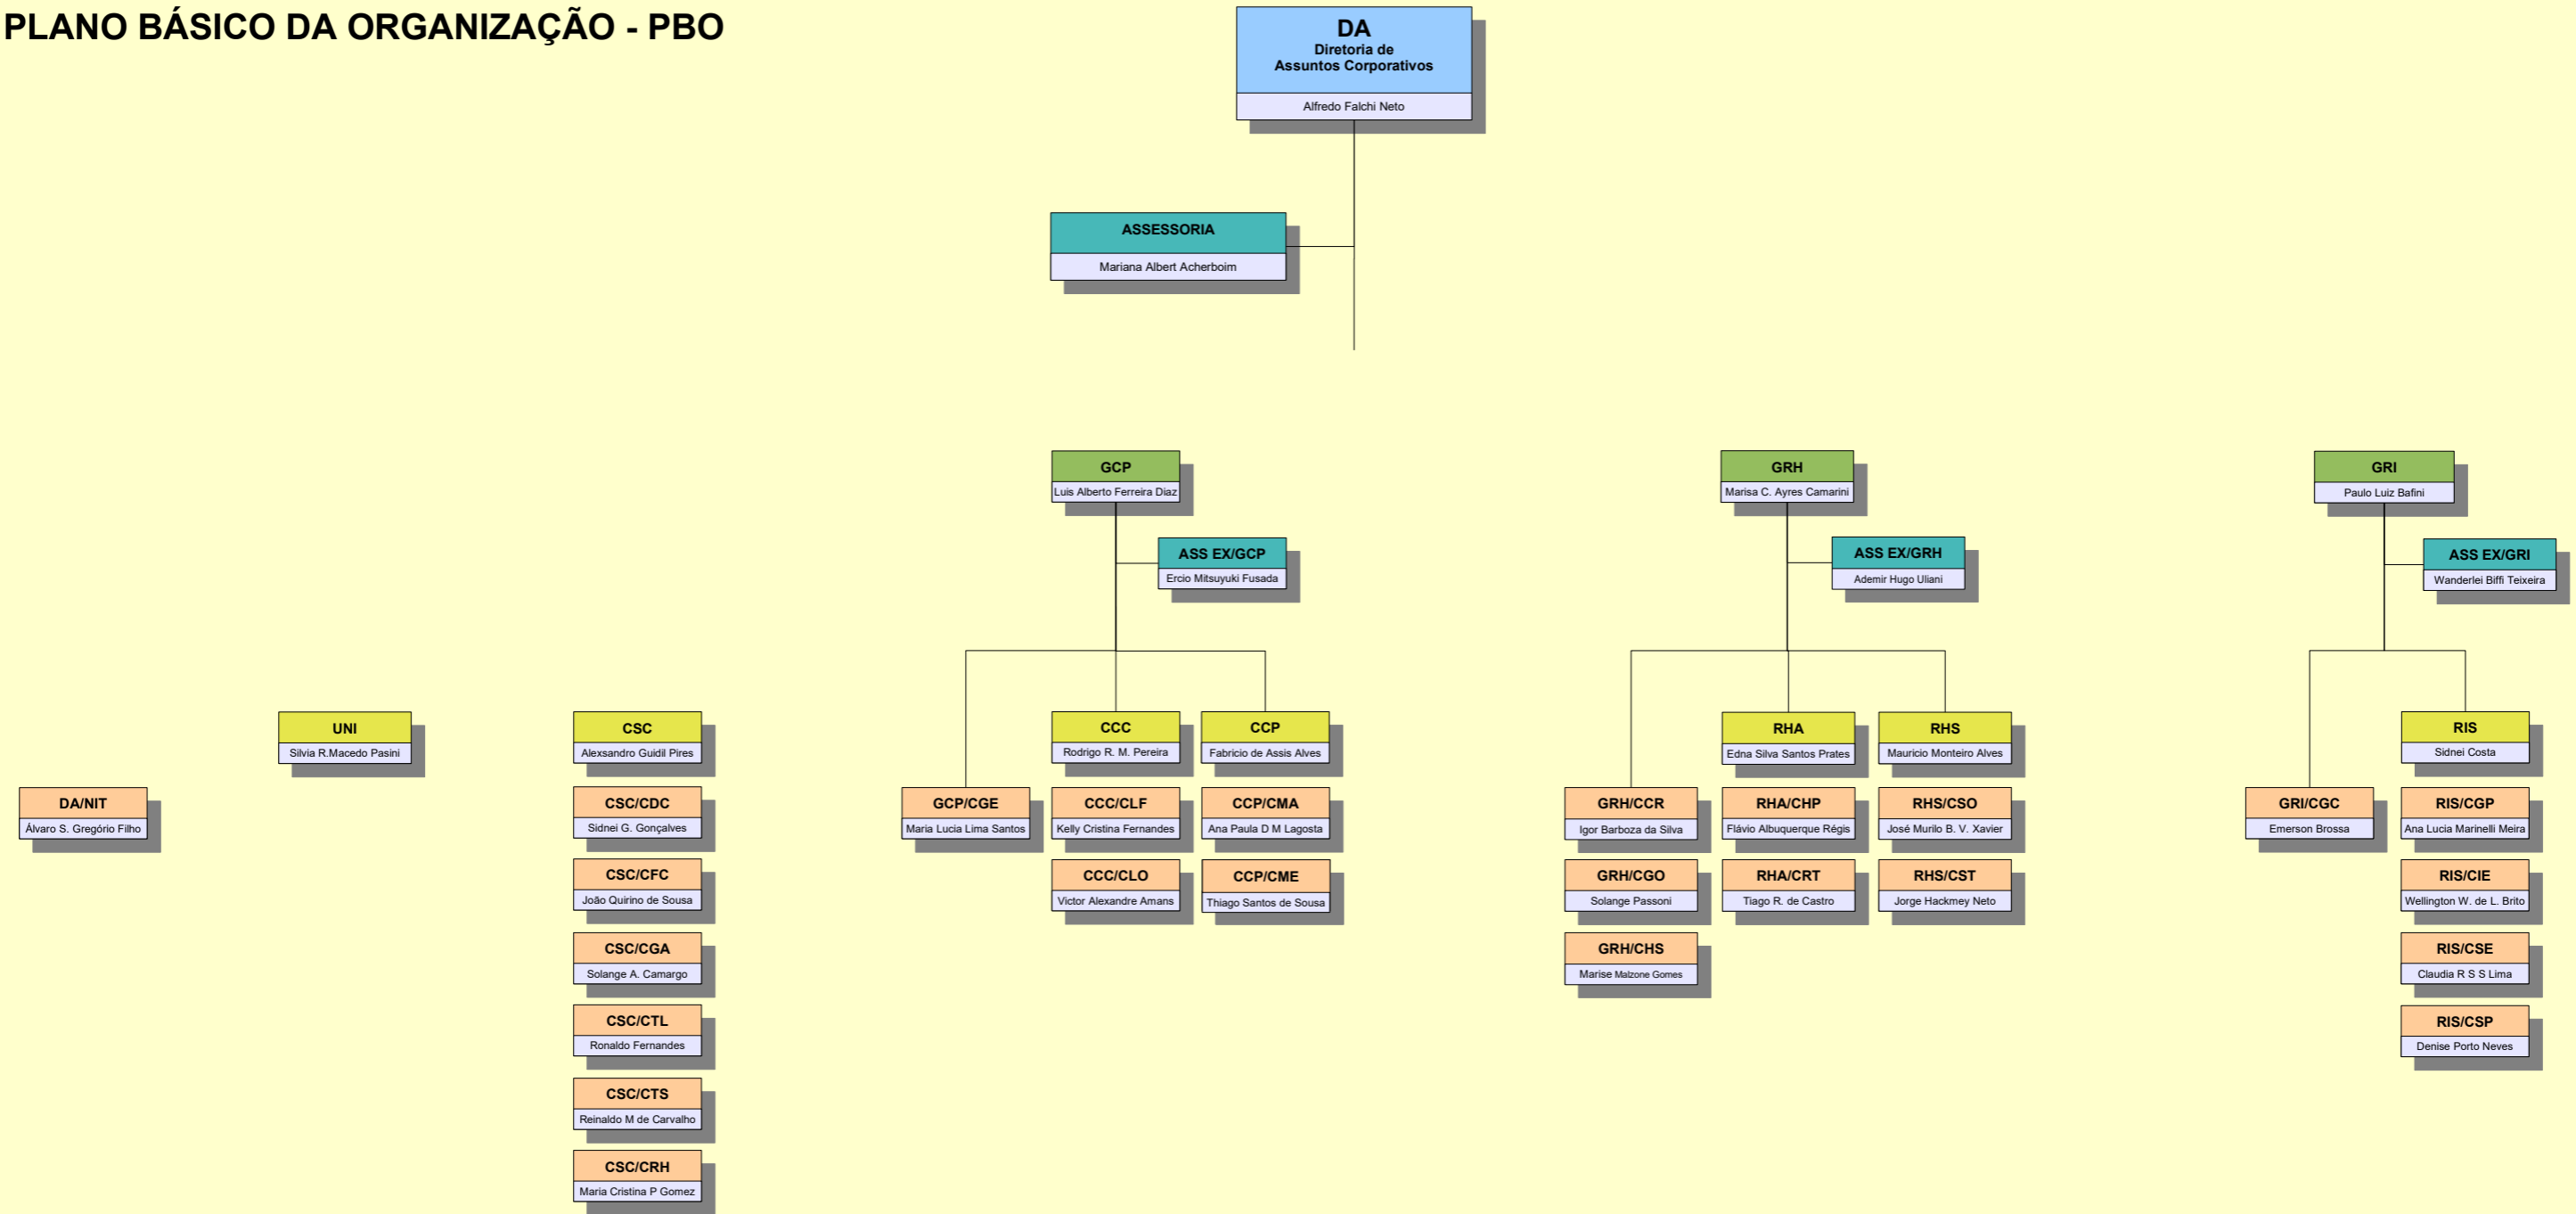 PLANO BÁSICO DA ORGANIZAÇÃO - PBO
DA
Diretoria de
Assuntos Corporativos
Alfredo Falchi Neto
ASSESSORIA
Mariana Albert Acherboim
GCP
Luis Alberto Ferreira Diaz
GRH
Marisa C. Ayres Camarini
GRI
Paulo Luiz Bafini
ASS EX/GCP
Ercio Mitsuyuki Fusada
ASS EX/GRH
Ademir Hugo Uliani
ASS EX/GRI
Wanderlei Biffi Teixeira
UNI
Silvia R.Macedo Pasini
CSC
Alexsandro Guidil Pires
CCC
Rodrigo R. M. Pereira
CCP
Fabricio de Assis Alves
RHA
Edna Silva Santos Prates
RHS
Mauricio Monteiro Alves
RIS
Sidnei Costa
DA/NIT
Álvaro S. Gregório Filho
CSC/CDC
Sidnei G. Gonçalves
GCP/CGE
Maria Lucia Lima Santos
CCC/CLF
Kelly Cristina Fernandes
CCP/CMA
Ana Paula D M Lagosta
GRH/CCR
Igor Barboza da Silva
RHA/CHP
Flávio Albuquerque Régis
RHS/CSO
José Murilo B. V. Xavier
GRI/CGC
Emerson Brossa
RIS/CGP
Ana Lucia Marinelli Meira
CSC/CFC
João Quirino de Sousa
CCC/CLO
Victor Alexandre Amans
CCP/CME
Thiago Santos de Sousa
GRH/CGO
Solange Passoni
RHA/CRT
Tiago R. de Castro
RHS/CST
Jorge Hackmey Neto
RIS/CIE
Wellington W. de L. Brito
CSC/CGA
Solange A. Camargo
GRH/CHS
Marise Malzone Gomes
RIS/CSE
Claudia R S S Lima
CSC/CTL
Ronaldo Fernandes
RIS/CSP
Denise Porto Neves
CSC/CTS
Reinaldo M de Carvalho
CSC/CRH
Maria Cristina P Gomez